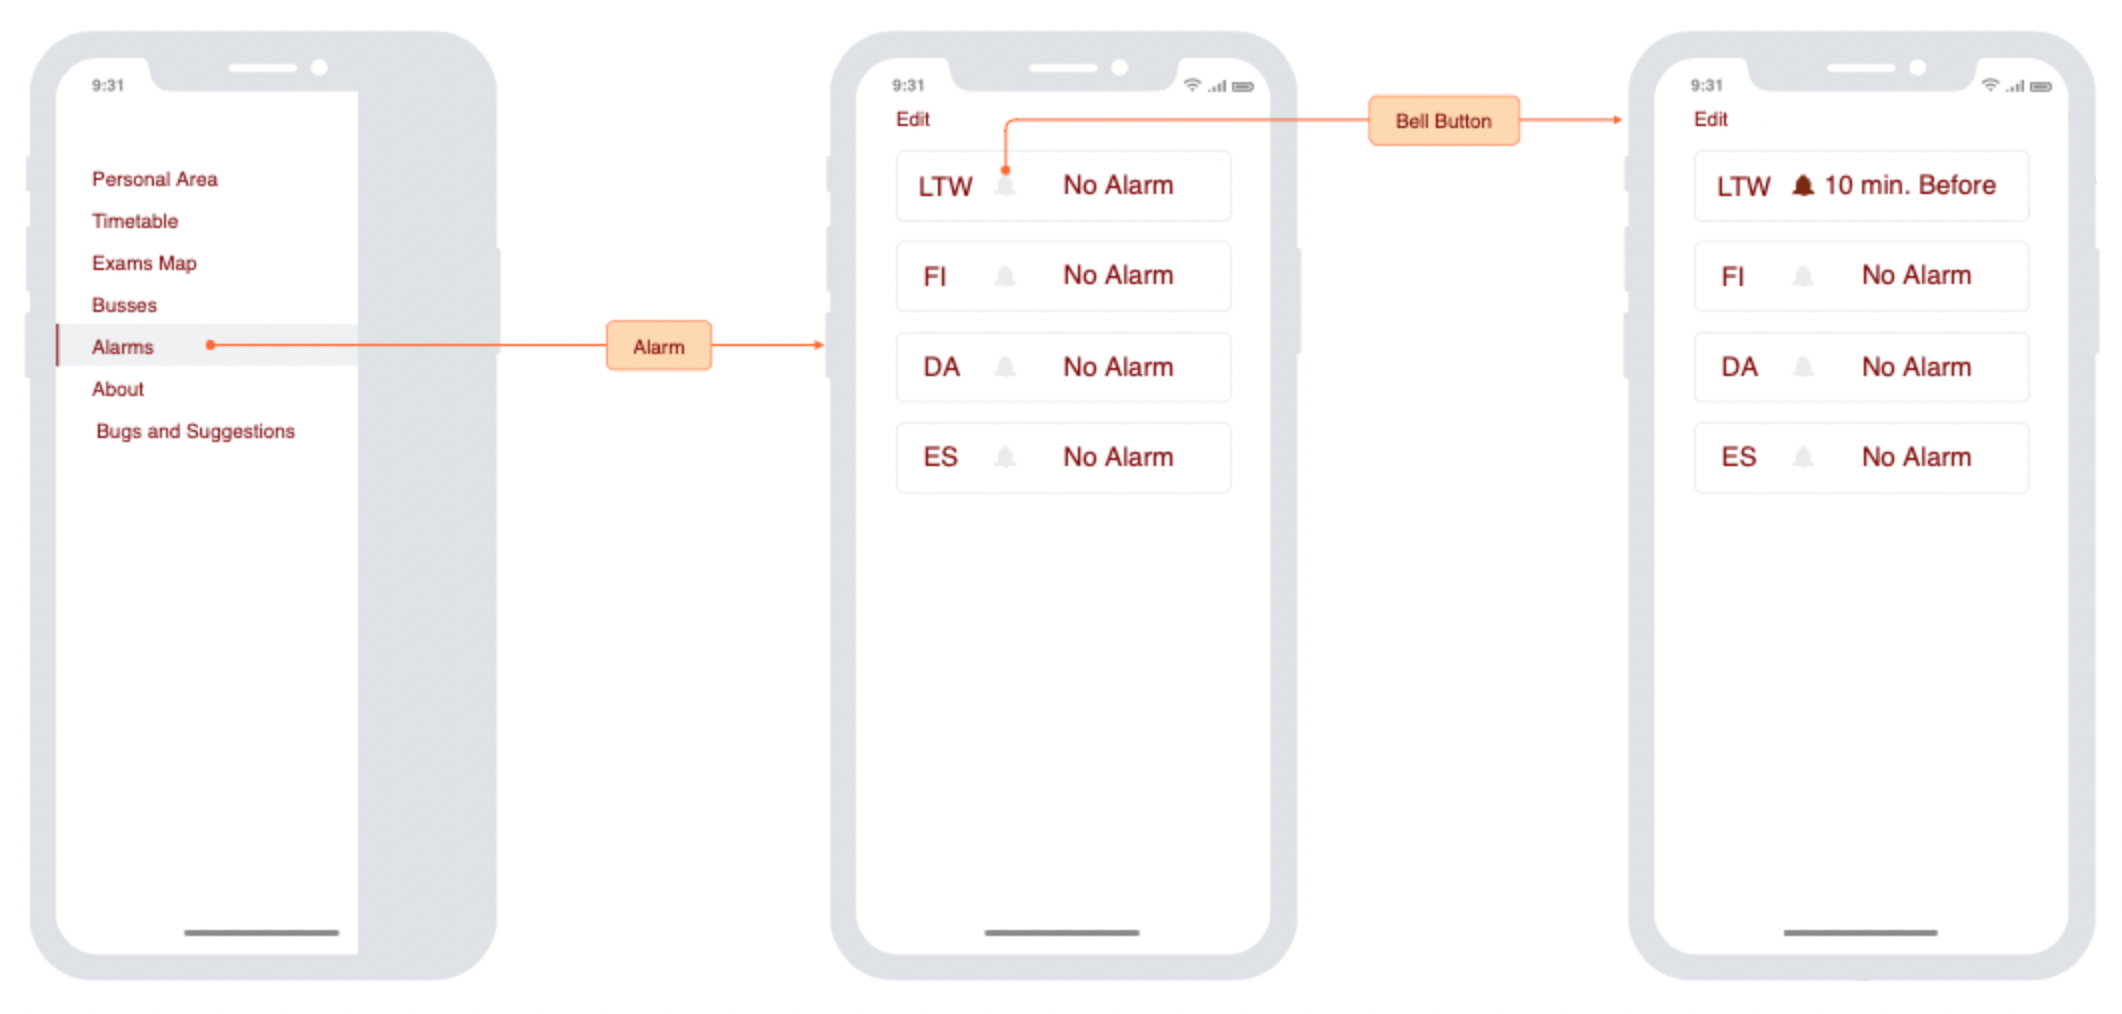 9:31
Personal Area
Timetable
Exams Map
Busses
Alarms
About
Bugs and Suggestions
Alarm
9:31
Edit
LTW No Alarm
FI No Alarm
DA No Alarm
ES No Alarm
Bell Button
9:31
Edit
LTW 10 min. Before
FI No Alarm
DA No Alarm
ES No Alarm